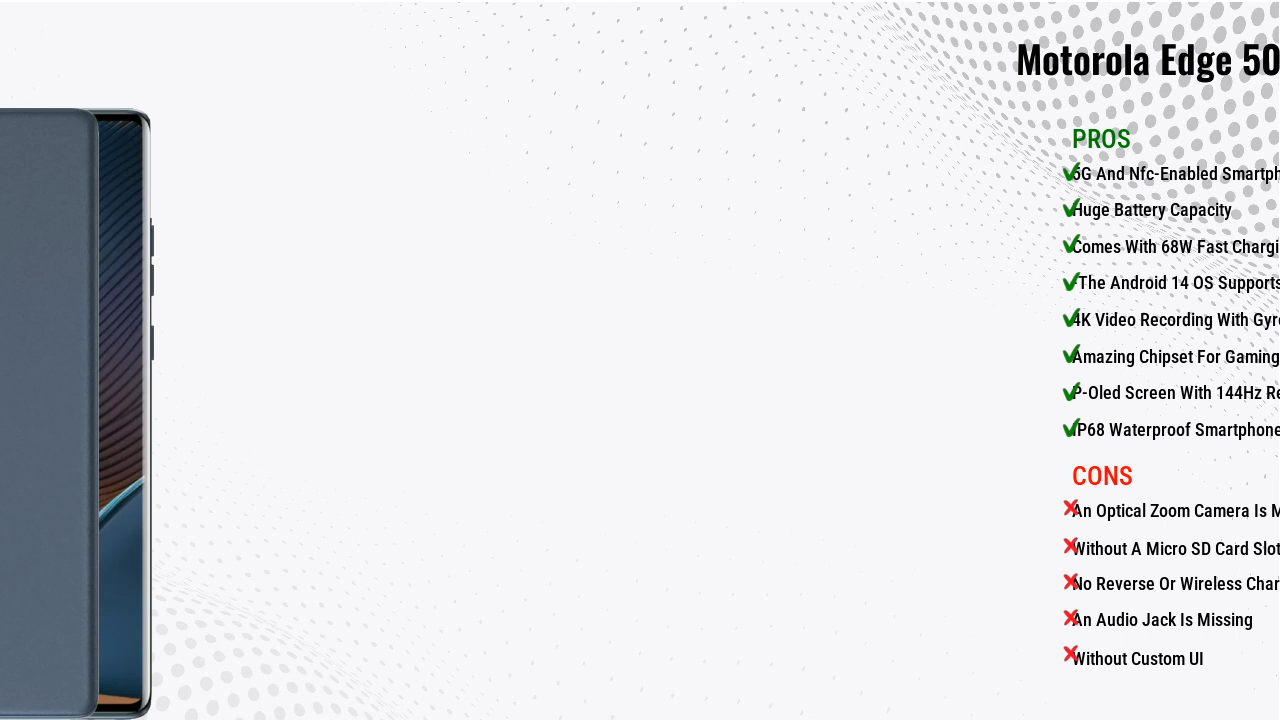 Motorola Edge 50
PROS
5G And Nfc-Enabled Smartph
Huge Battery Capacity
Comes With 68W Fast Chargi
-The Android 14 OS Supports
4K Video Recording With Gyr
Amazing Chipset For Gaming
P-Oled Screen With 144Hz Re
IP68 Waterproof Smartphone
CONS
An Optical Zoom Camera Is M
Without A Micro SD Card Slot
No Reverse Or Wireless Char
An Audio Jack Is Missing
Without Custom UI